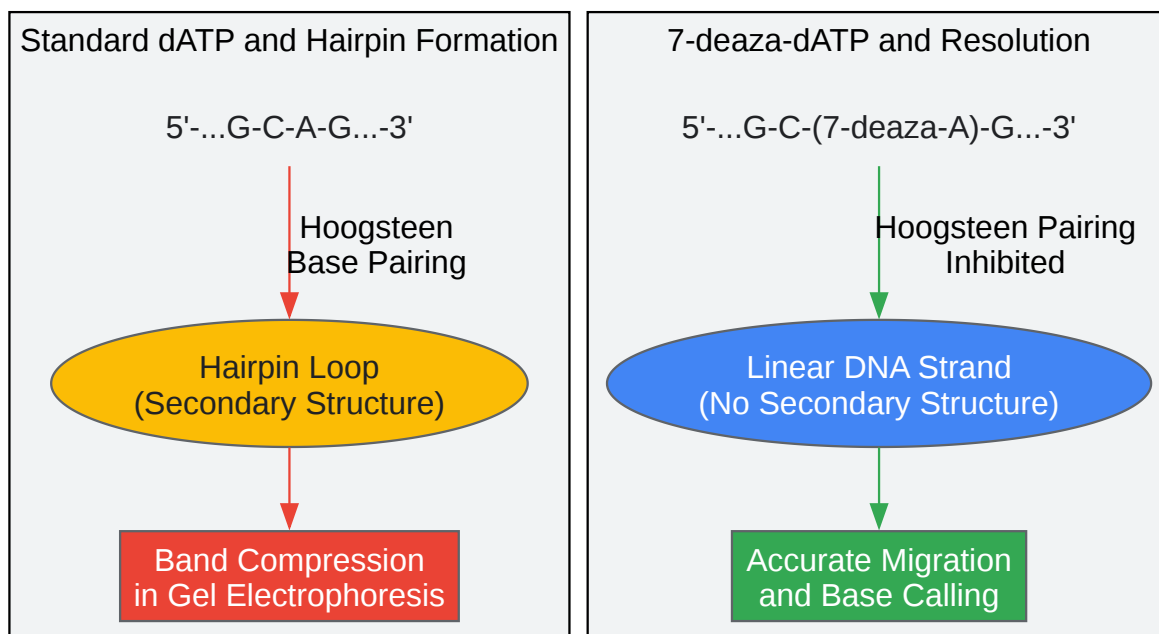 Standard dATP and Hairpin Formation
5'-...G-C-A-G...-3'
Hoogsteen
Base Pairing
Hairpin Loop
(Secondary Structure)
Band Compression
in Gel Electrophoresis
7-deaza-dATP and Resolution
5'-...G-C-(7-deaza-A)-G...-3'
Hoogsteen Pairing
Inhibited
Linear DNA Strand
(No Secondary Structure)
Accurate Migration
and Base Calling